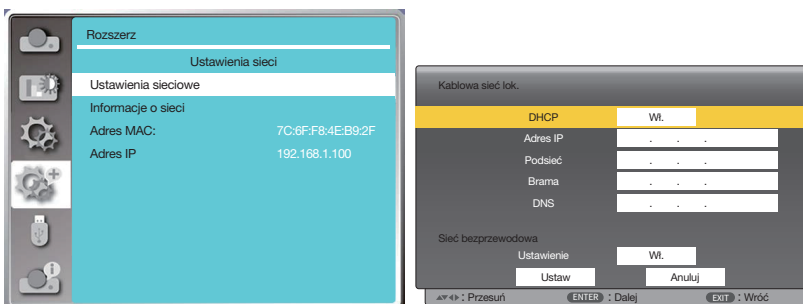 Rozszerz
Ustawienia sieci
Ustawienia sieciowe
Informacje o sieci
Adres MAC: 7C:6F:F8:4E:B9:2F
Adres IP 192.168.1.100
Kablowa sieć lok.
DHCP Wł.
Adres IP . . .
Podsieć . . .
Brama . . .
DNS . . .
Sieć bezprzewodowa
Ustawienie Wł.
Ustaw Anuluj
▲▼◀▶ : Przesuń ENTER : Dalej EXIT : Wróć